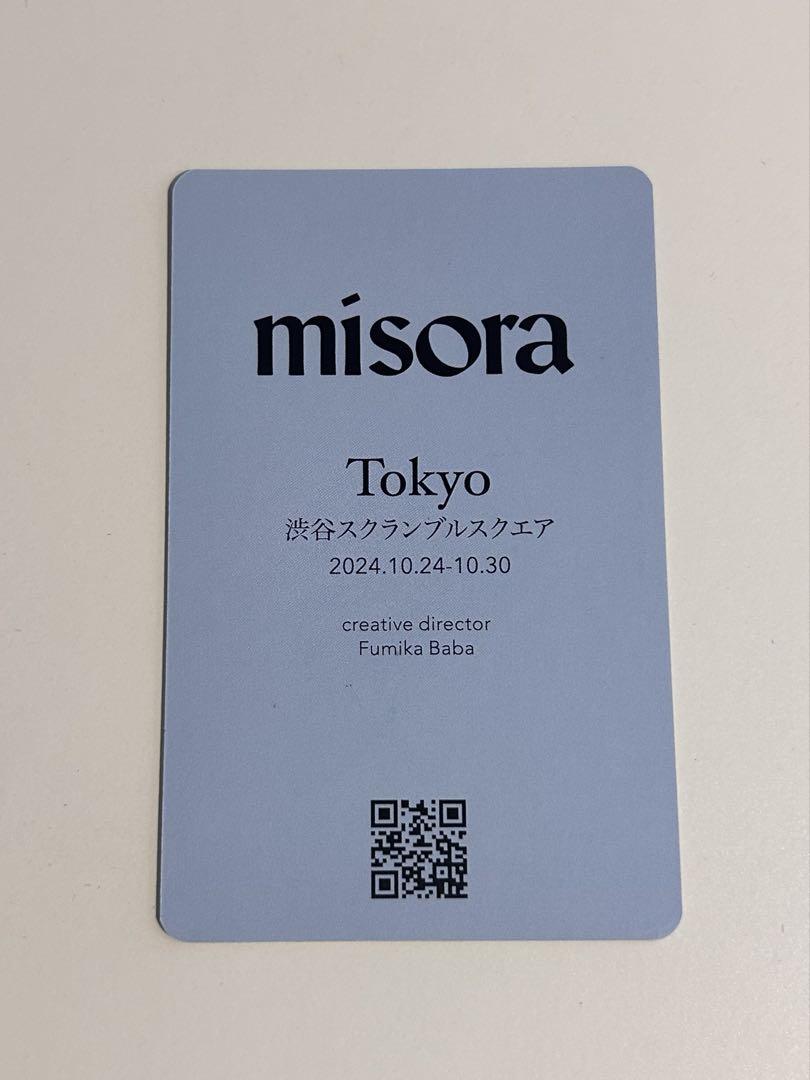 misora
Tokyo
渋谷スクランブルスクエア
2024.10.24-10.30
creative director
Fumika Baba